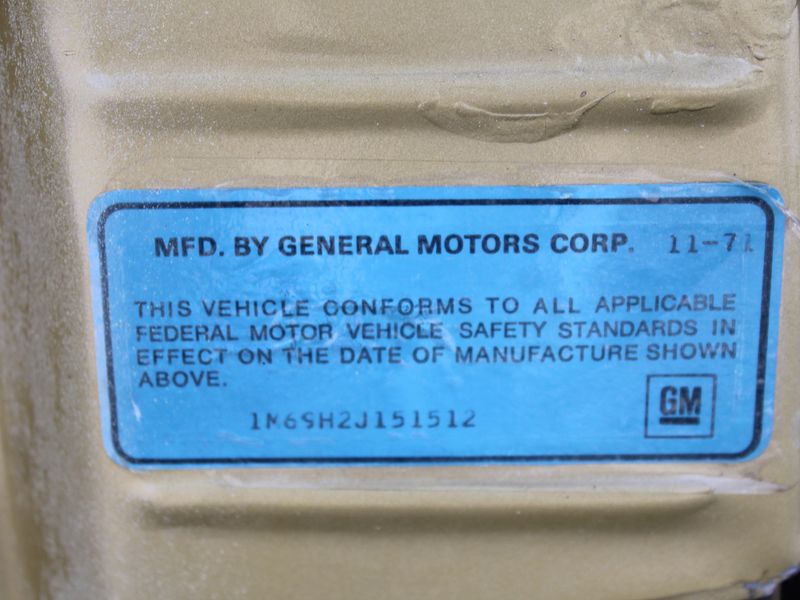 MFD. BY GENERAL MOTORS CORP. 11-71
THIS VEHICLE CONFORMS TO ALL APPLICABLE
FEDERAL MOTOR VEHICLE SAFETY STANDARDS IN
EFFECT ON THE DATE OF MANUFACTURE SHOWN
ABOVE.
1M69H2J151512
GM